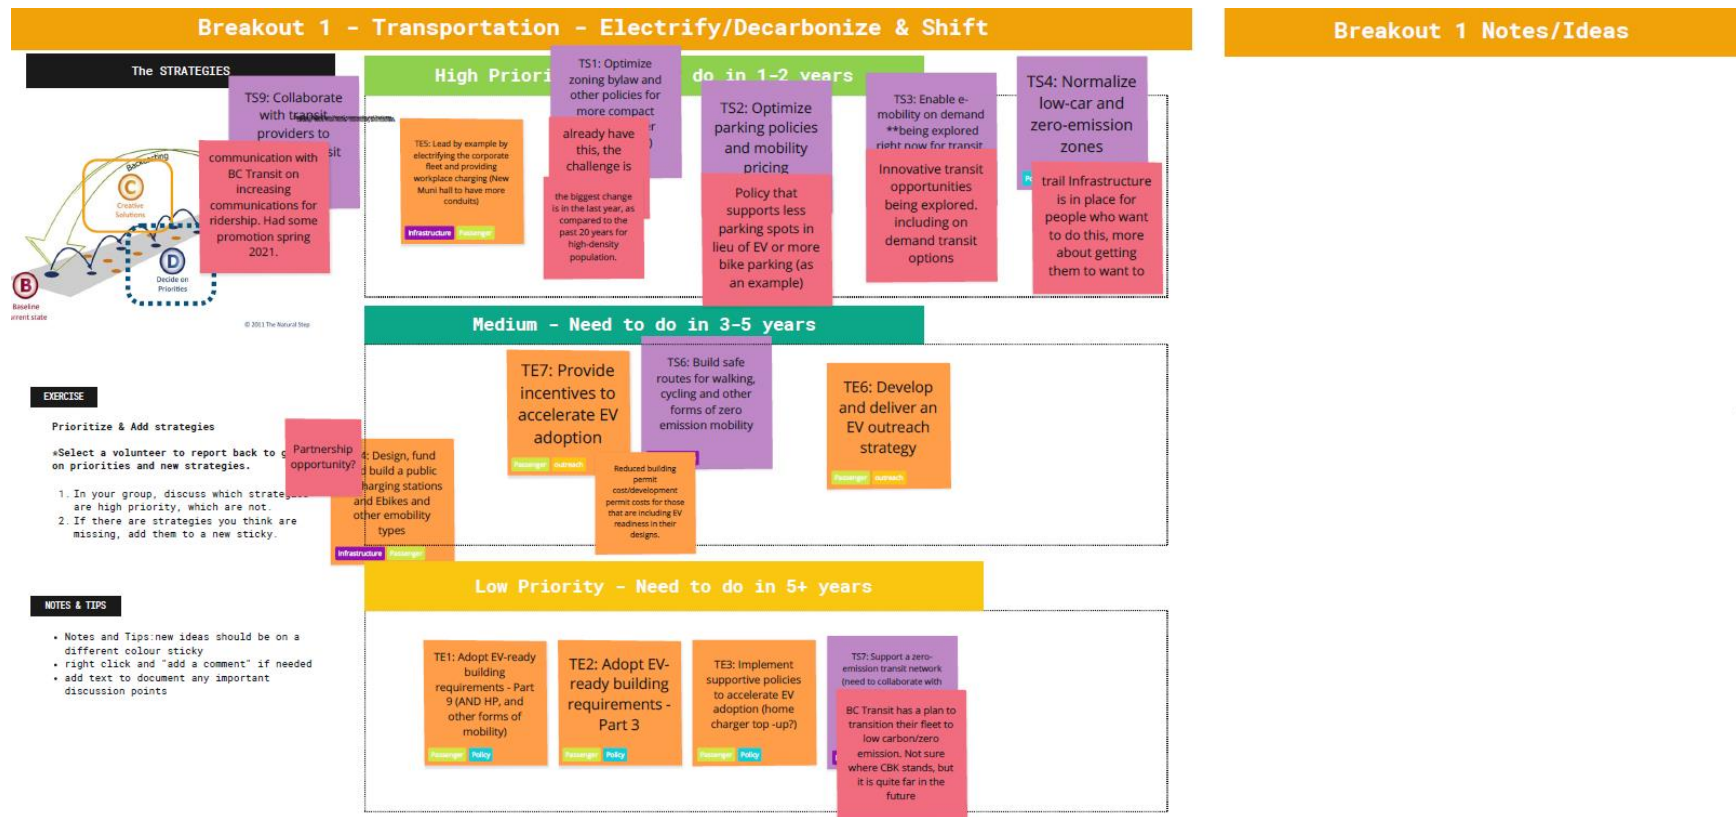 Breakout 1 - Transportation - Electrify/Decarbonize & Shift
Breakout 1 Notes/Ideas
The STRATEGIES
TS9: Collaborate
with transit
providers to
communication with
BC Transit on
increasing
communications for
ridership. Had some
promotion spring
2021.
Backcasting
C
Creative
Solutions
D
Decide on
Priorities
B
Baseline
© 2011 The Natural Step
High
do in 1-2 years
TE5: Lead by example by
electrifying the corporate
fleet and providing
workplace charging (New
Muni hall to have more
conduits)
Infrastructure
Passenger
TS1: Optimize
zoning bylaw and
other policies for
more compact
already have
this, the
challenge is
the biggest change
is in the last year, as
compared to the
past 20 years for
high-density
population.
TS2: Optimize
parking policies
and mobility
pricing
Policy that
supports less
parking spots in
lieu of EV or more
bike parking (as
an example)
TS3: Enable e-
mobility on demand
**being explored
right now for transit
Innovative transit
opportunities
being explored.
including on
demand transit
options
TS4: Normalize
low-car and
zero-emission
zones
trail Infrastructure
is in place for
people who want
to do this, more
about getting
them to want to
Medium - Need to do in 3-5 years
TE7: Provide
incentives to
accelerate EV
adoption
Passenger
outreach
Reduced building
permit
cost/development
permit costs for those
that are including EV
readiness in their
designs.
TS6: Build safe
routes for walking,
cycling and other
forms of zero
emission mobility
TE6: Develop
and deliver an
EV outreach
strategy
Passenger
outreach
Partnership
opportunity?
4: Design, fund
build a public
harging stations
and Ebikes and
other emobility
types
Infrastructure
Passenger
EXERCISE
Prioritize & Add strategies
*Select a volunteer to report back to
on priorities and new strategies.
1. In your group, discuss which
are high priority, which are not.
2. If there are strategies you think are
missing, add them to a new sticky.
Low Priority - Need to do in 5+ years
TE1: Adopt EV-ready
building
requirements - Part
9 (AND HP, and
other forms of
mobility)
Passenger
Policy
TE2: Adopt EV-
ready building
requirements -
Part 3
Passenger
Policy
TE3: Implement
supportive policies
to accelerate EV
adoption (home
charger top -up?)
Passenger
Policy
TS7: Support a zero-
emission transit network
(need to collaborate with
BC Transit has a plan to
transition their fleet to
low carbon/zero
emission. Not sure
where CBK stands, but
it is quite far in the
future
NOTES & TIPS
• Notes and Tips:new ideas should be on a
different colour sticky
• right click and "add a comment" if needed
• add text to document any important
discussion points